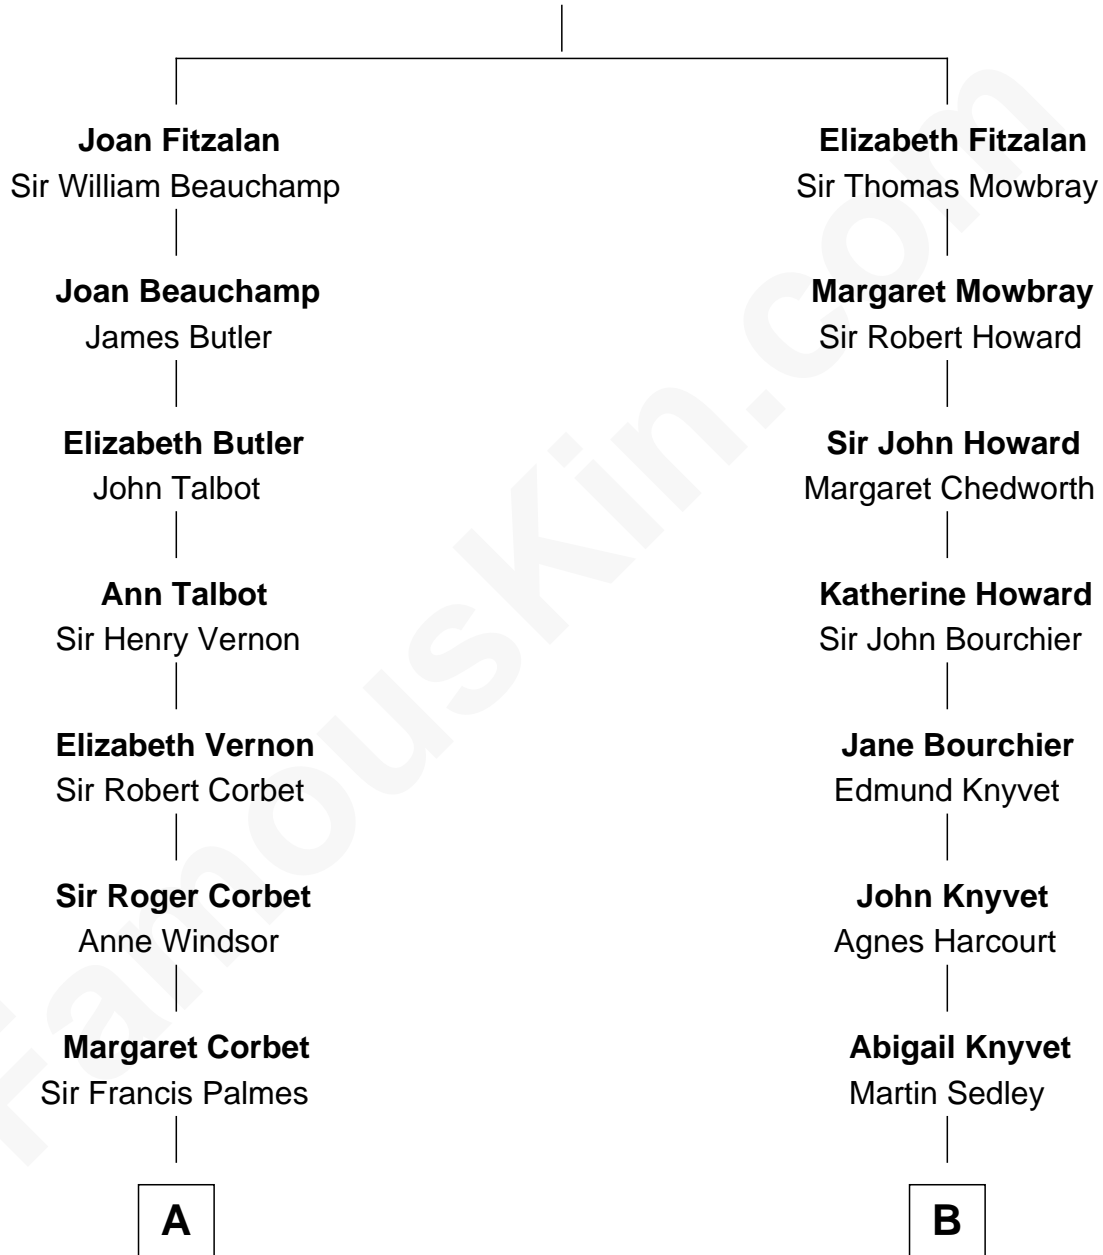 Joan Fitzalan
Sir William Beauchamp
Elizabeth Fitzalan
Sir Thomas Mowbray
Joan Beauchamp
James Butler
Margaret Mowbray
Sir Robert Howard
Elizabeth Butler
John Talbot
Sir John Howard
Margaret Chedworth
Ann Talbot
Sir Henry Vernon
Katherine Howard
Sir John Bourchier
Elizabeth Vernon
Sir Robert Corbet
Jane Bourchier
Edmund Knyvet
Sir Roger Corbet
Anne Windsor
John Knyvet
Agnes Harcourt
Margaret Corbet
Sir Francis Palmes
Abigail Knyvet
Martin Sedley
A
B
FamousKin.com